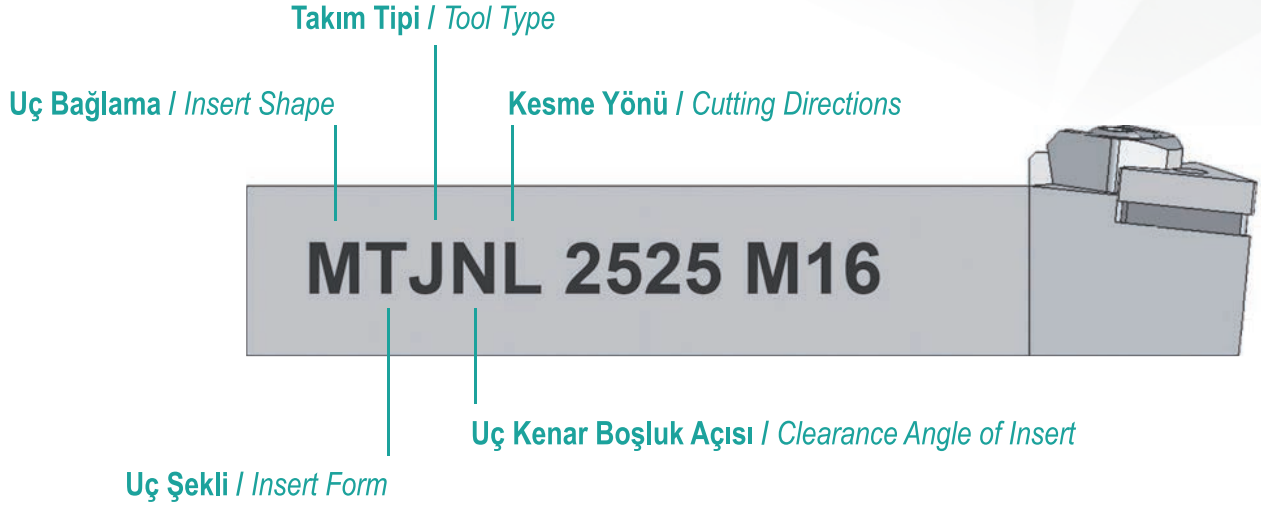 Takım Tipi / Tool Type
Uç Bağlama / Insert Shape
Kesme Yönü / Cutting Directions
MTJNL 2525 M16
Uç Kenar Boşluk Açısı / Clearance Angle of Insert
Uç Şekli / Insert Form